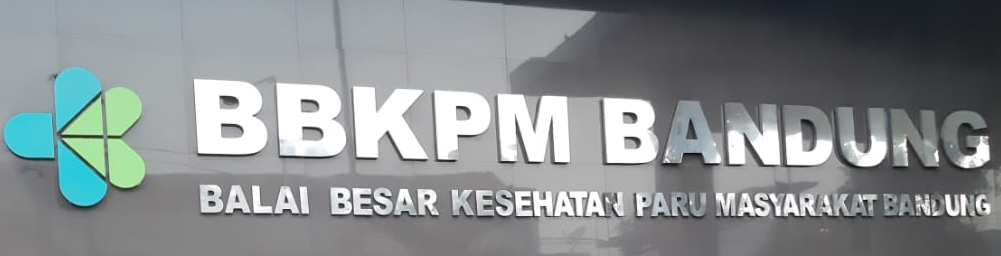 BBKPM BANDUNG
BALAI BESAR KESEHATAN PARU MASYARAKAT BANDUNG